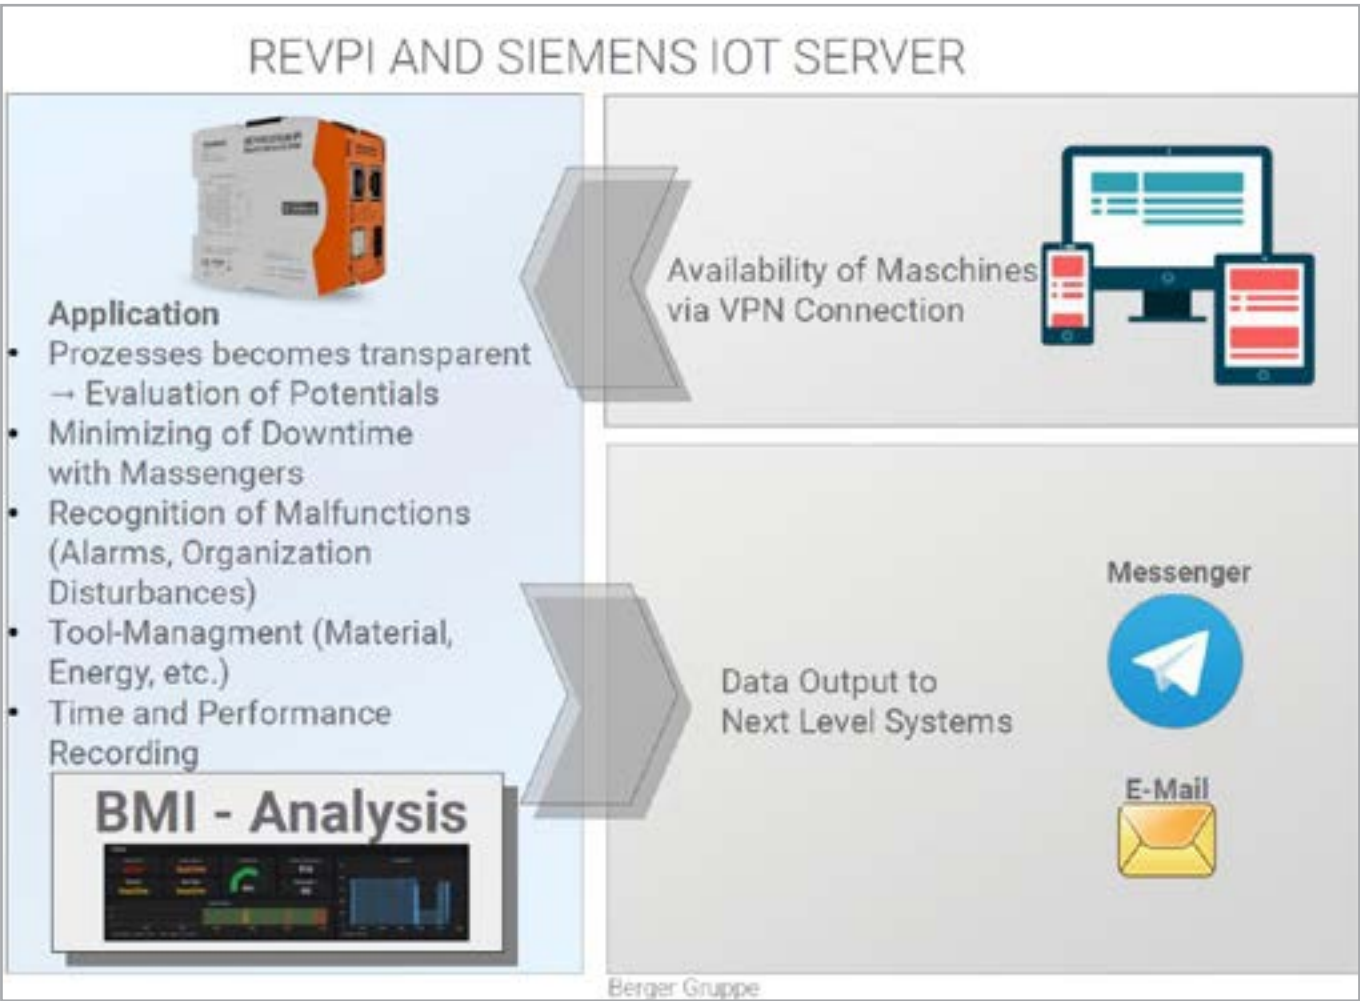 REVPI AND SIEMENS IOT SERVER
Application
• Prozesses becomes transparent
→ Evaluation of Potentials
• Minimizing of Downtime
with Massengers
• Recognition of Malfunctions
(Alarms, Organization
Disturbances)
• Tool-Managment (Material,
Energy, etc.)
• Time and Performance
Recording
BMI - Analysis
Availability of Maschines
via VPN Connection
Data Output to
Next Level Systems
Messenger
E-Mail
Berger Gruppe